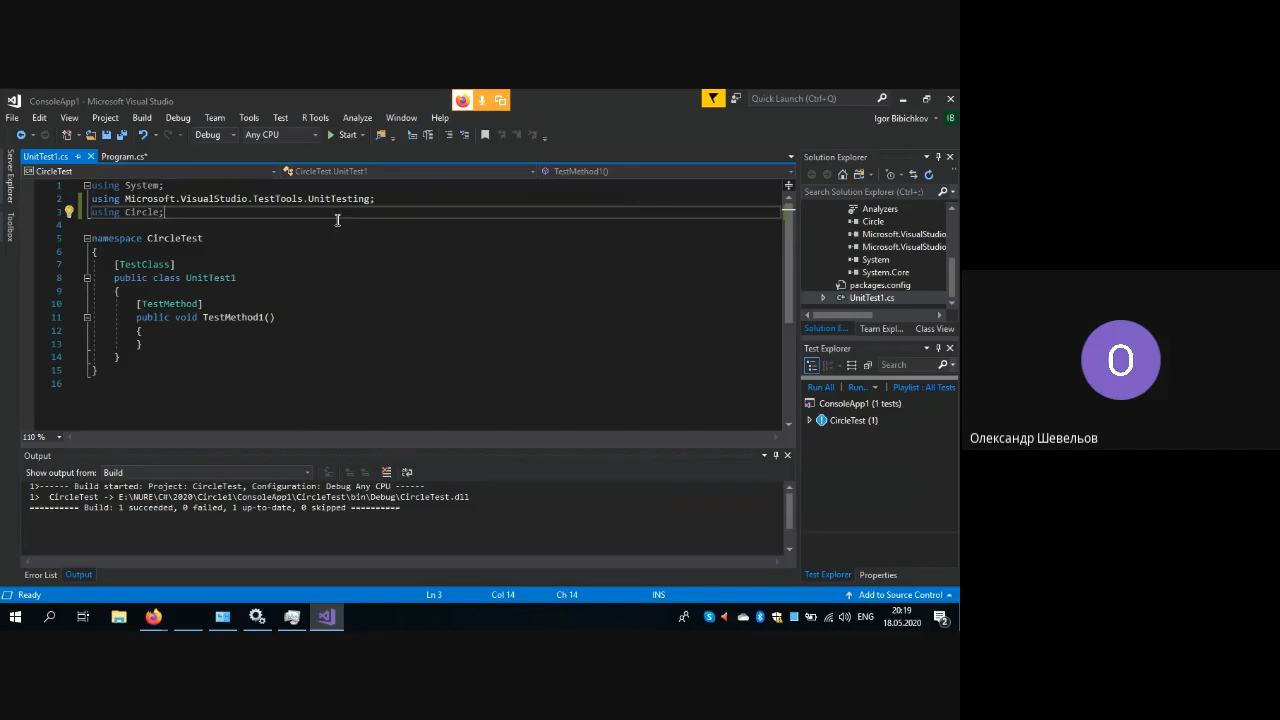 ConsoleApp1 - Microsoft Visual Studio
Quick Launch (Ctrl+Q)
File Edit View Project Build Debug Team Tools Test R Tools Analyze Window Help
Igor Bibichkov IB
Debug Any CPU Start
Server Explorer
Toolbox
UnitTest1.cs Program.cs*
CircleTest CircleTest.UnitTest1 TestMethod1()
1 using System;
2 using Microsoft.VisualStudio.TestTools.UnitTesting;
3 using Circle;
4
5 namespace CircleTest
6 {
7 [TestClass]
8 public class UnitTest1
9 {
10 [TestMethod]
11 public void TestMethod1()
12 {
13 }
14 }
15 }
16
110 %
Output
Show output from: Build
1>------ Build started: Project: CircleTest, Configuration: Debug Any CPU ------
1> CircleTest -> E:\NURE\C#\2020\Circle1\ConsoleApp1\CircleTest\bin\Debug\CircleTest.dll
========== Build: 1 succeeded, 0 failed, 1 up-to-date, 0 skipped ==========
Error List Output
Solution Explorer
Analyzers
Circle
Microsoft.VisualStudio
Microsoft.VisualStudio
System
System.Core
packages.config
C# UnitTest1.cs
Solution E... Team Expl... Class View
Test Explorer
Search
Run All Run... Playlist : All Tests
ConsoleApp1 (1 tests)
CircleTest (1)
Test Explorer Properties
Ready Ln 3 Col 14 Ch 14 INS Add to Source Control
ENG 20:19
18.05.2020
2
О
Олександр Шевельов